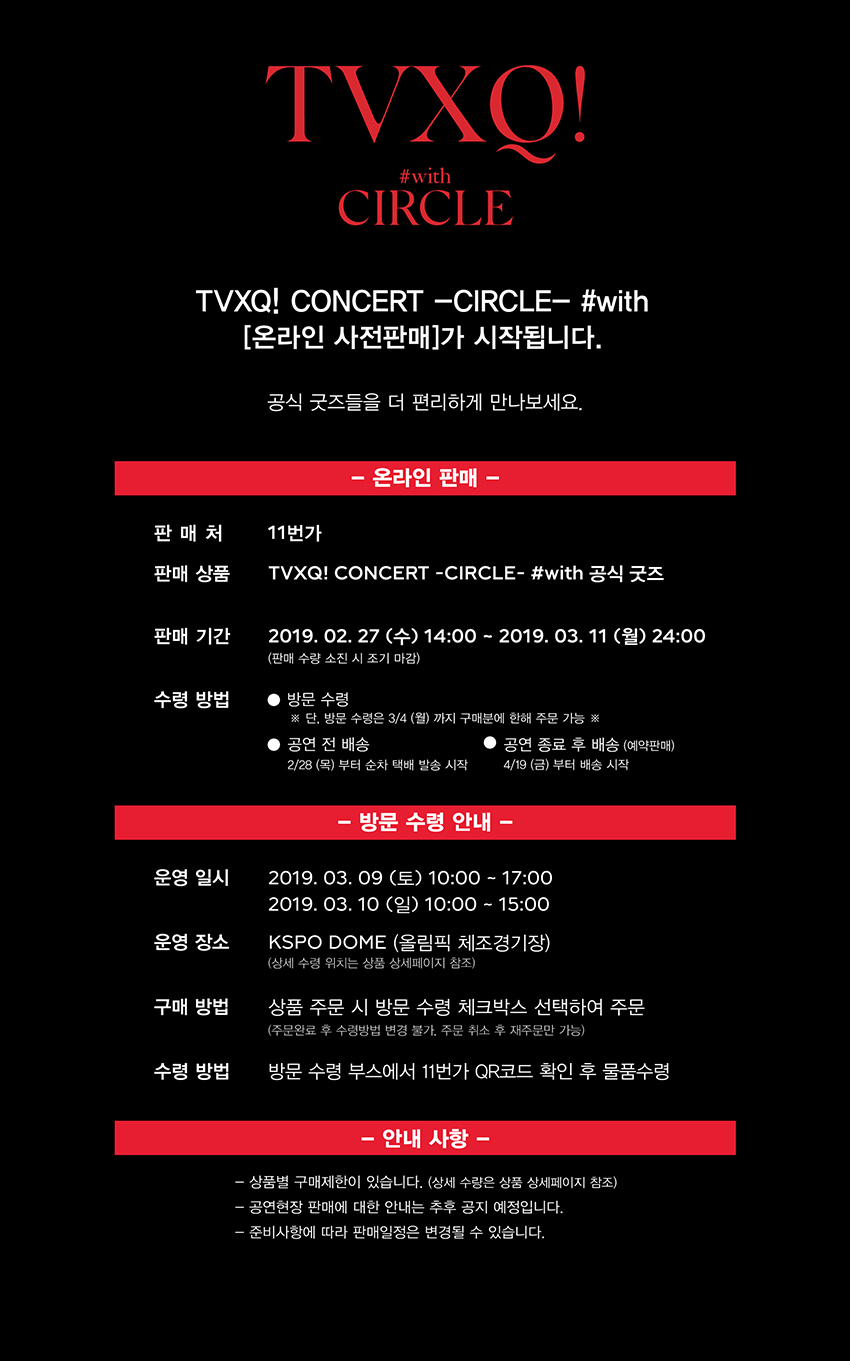 TVXQ!
#with
CIRCLE
TVXQ! CONCERT –CIRCLE– #with
[온라인 사전판매]가 시작됩니다.
공식 굿즈들을 더 편리하게 만나보세요.
– 온라인 판매 –
판 매 처 11번가
판매 상품 TVXQ! CONCERT -CIRCLE- #with 공식 굿즈
판매 기간 2019. 02. 27 (수) 14:00 ~ 2019. 03. 11 (월) 24:00
(판매 수량 소진 시 조기 마감)
수령 방법 ● 방문 수령
※ 단, 방문 수령은 3/4 (월) 까지 구매분에 한해 주문 가능 ※
● 공연 전 배송 ● 공연 종료 후 배송 (예약판매)
2/28 (목) 부터 순차 택배 발송 시작 4/19 (금) 부터 배송 시작
– 방문 수령 안내 –
운영 일시 2019. 03. 09 (토) 10:00 ~ 17:00
2019. 03. 10 (일) 10:00 ~ 15:00
운영 장소 KSPO DOME (올림픽 체조경기장)
(상세 수령 위치는 상품 상세페이지 참조)
구매 방법 상품 주문 시 방문 수령 체크박스 선택하여 주문
(주문완료 후 수령방법 변경 불가, 주문 취소 후 재주문만 가능)
수령 방법 방문 수령 부스에서 11번가 QR코드 확인 후 물품수령
– 안내 사항 –
– 상품별 구매제한이 있습니다. (상세 수량은 상품 상세페이지 참조)
– 공연현장 판매에 대한 안내는 추후 공지 예정입니다.
– 준비사항에 따라 판매일정은 변경될 수 있습니다.